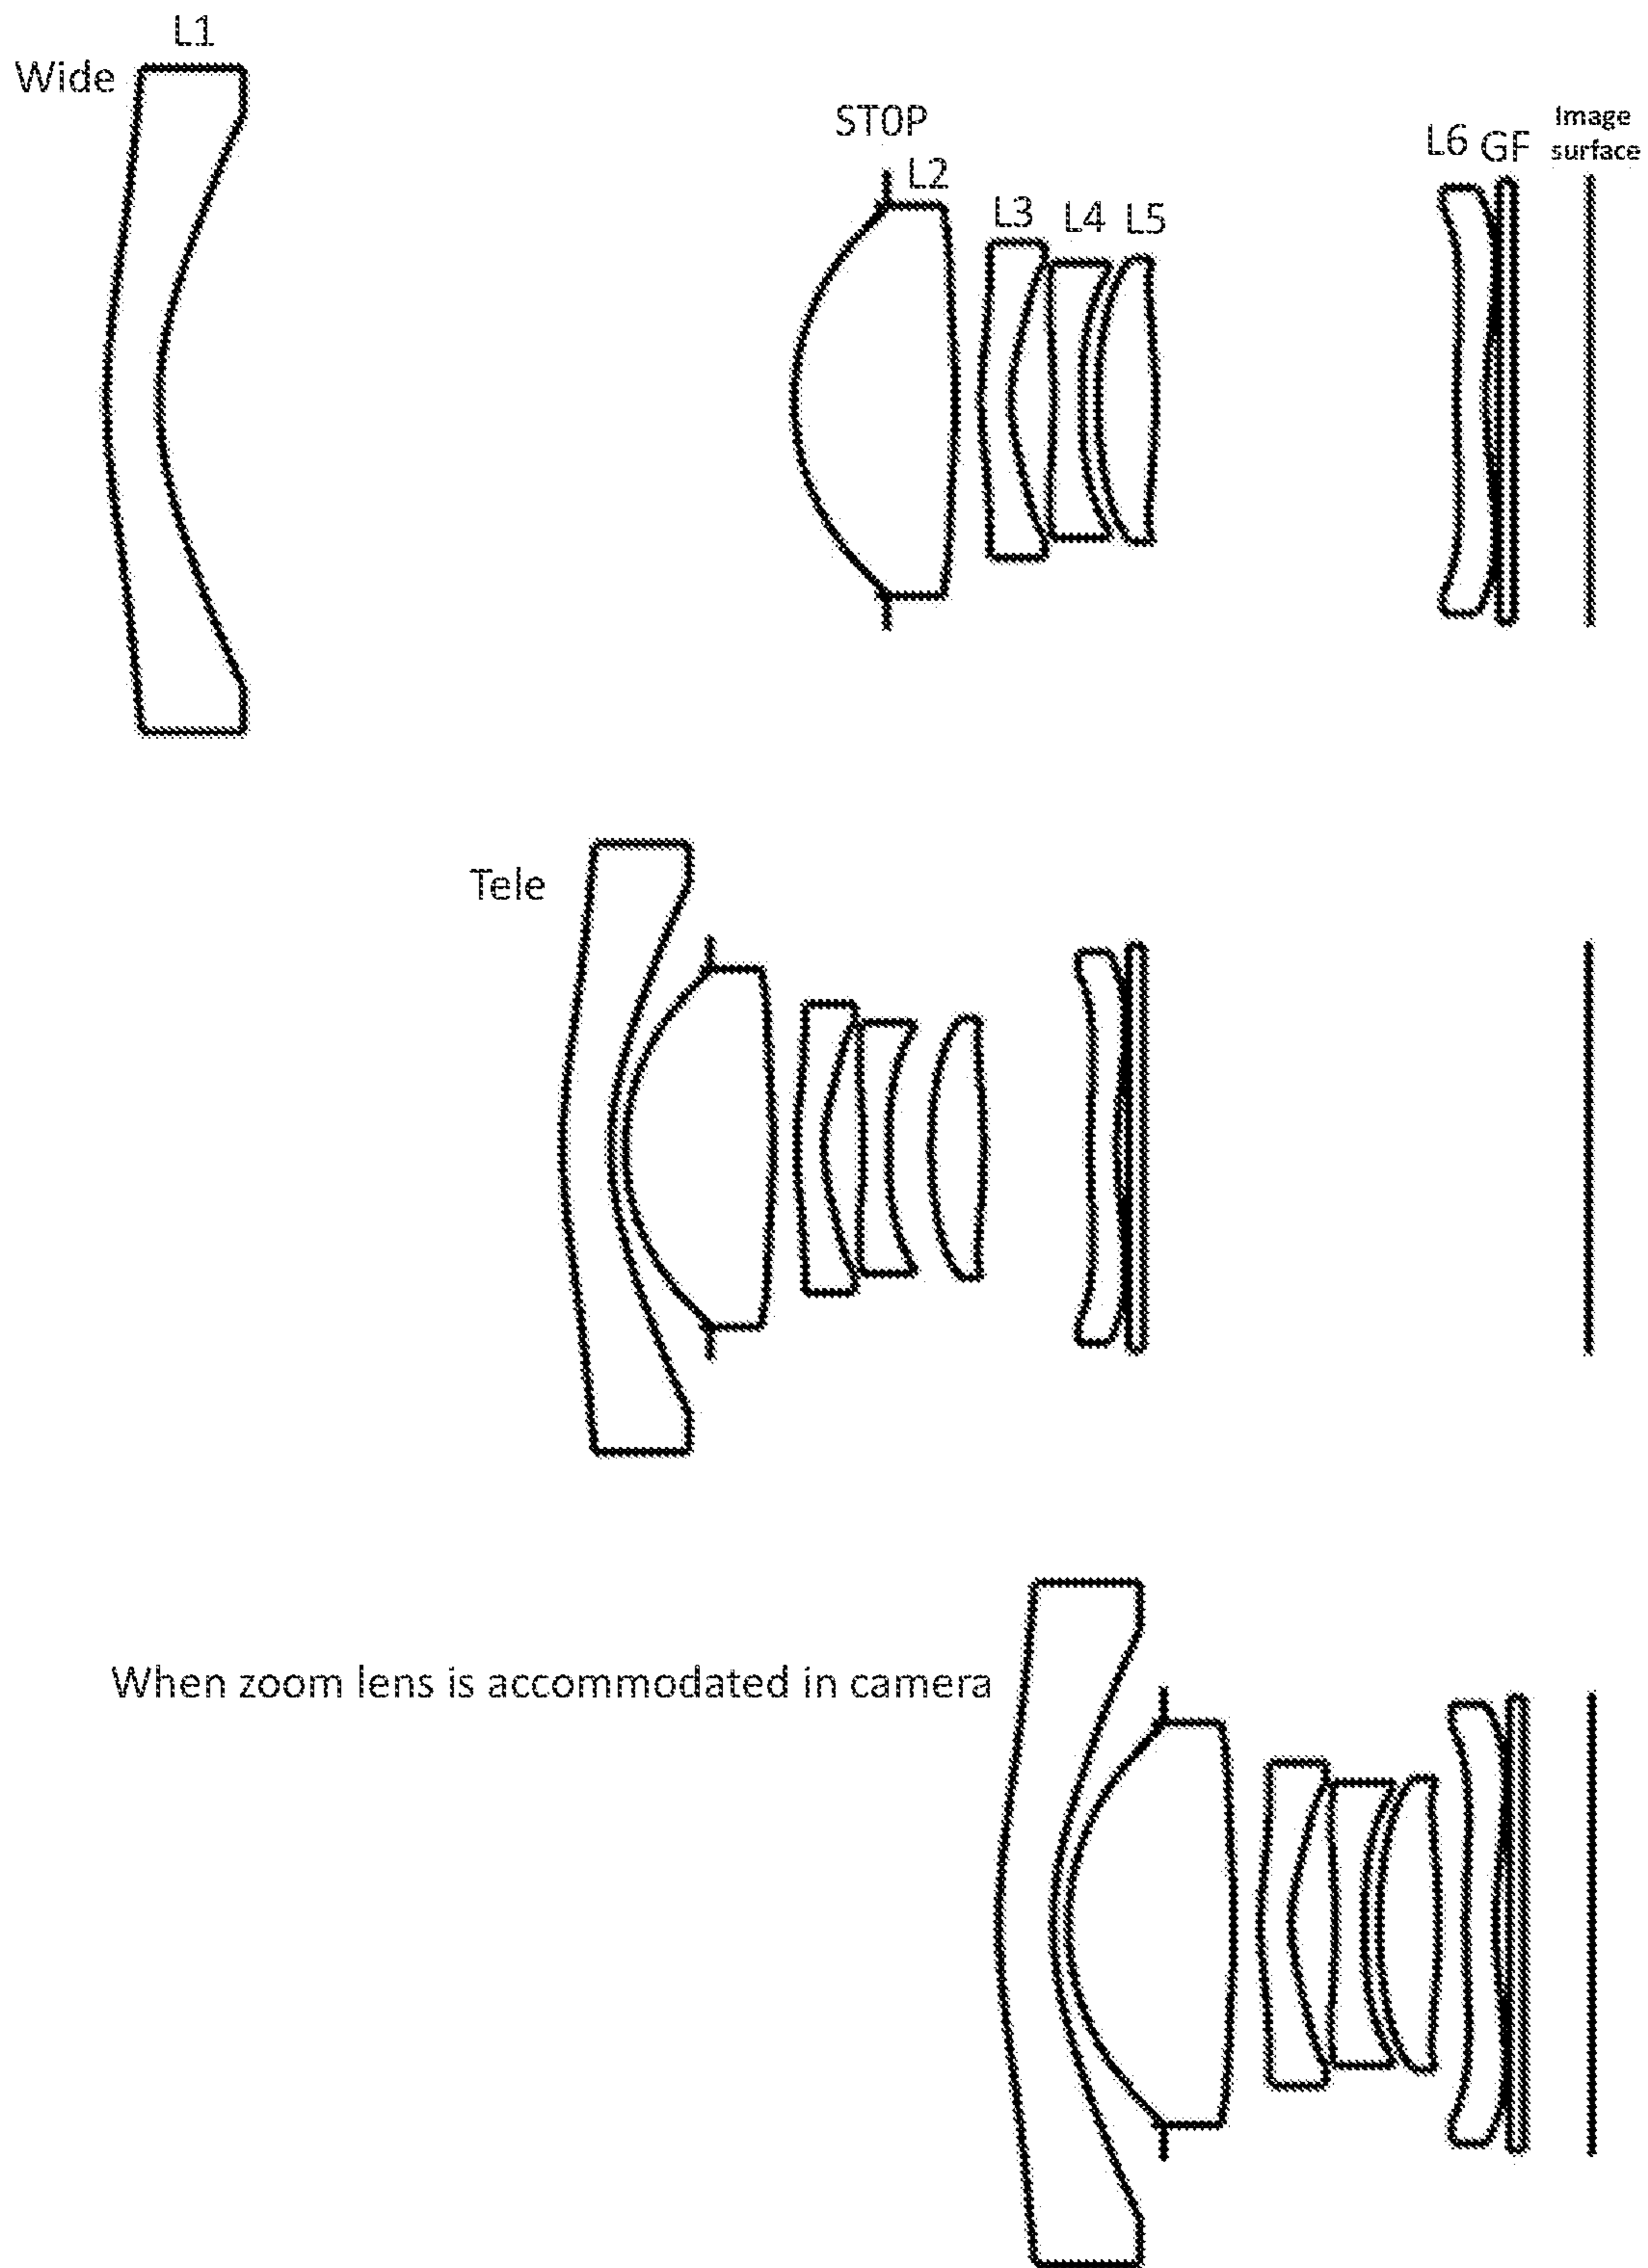 L1
Wide
STOP
L2
L3
L4
L5
L6
GF
Image
surface
Tele
When zoom lens is accommodated in camera